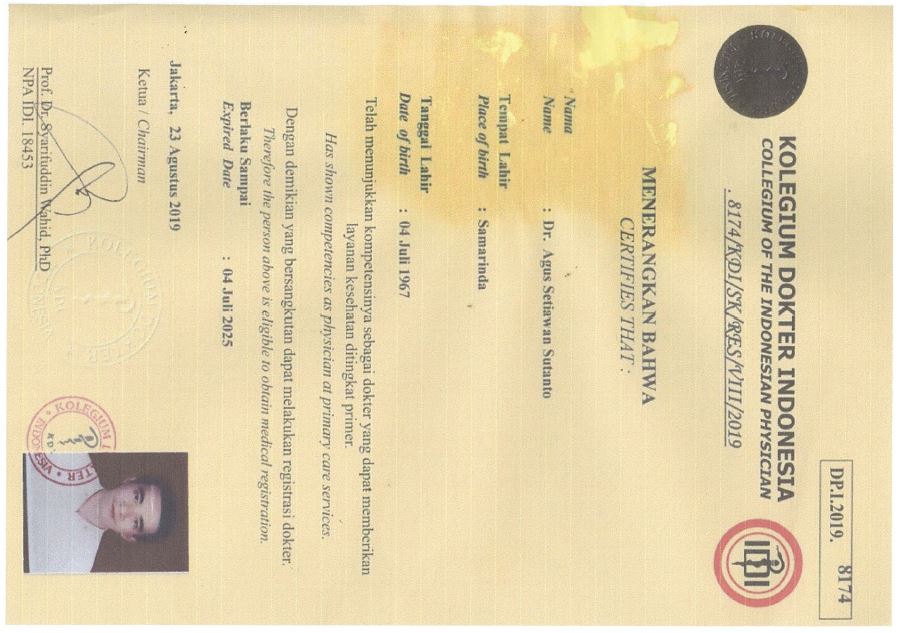 DP.I.2019. 8174
KOLEGIUM DOKTER INDONESIA
COLLEGIUM OF THE INDONESIAN PHYSICIAN
IDI
. 8174/KDI/SK/RES/VIII/2019
MENERANGKAN BAHWA
CERTIFIES THAT :
Nama
Name : Dr. Agus Setiawan Sutanto
Tempat Lahir
Place of birth : Samarinda
Tanggal Lahir
Date of birth : 04 Juli 1967
Telah menunjukkan kompetensinya sebagai dokter yang dapat memberikan
layanan kesehatan ditingkat primer.
Has shown competencies as physician at primary care services.
Dengan demikian yang bersangkutan dapat melakukan registrasi dokter.
Therefore the person above is eligible to obtain medical registration.
Berlaku Sampai
Expired Date : 04 Juli 2025
Jakarta, 23 Agustus 2019
Ketua / Chairman
KOLEGIUM DOKTER
KDI
INDONESIA
Prof. Dr. Syarifuddin Wahid, PhD
NPA IDI. 18453